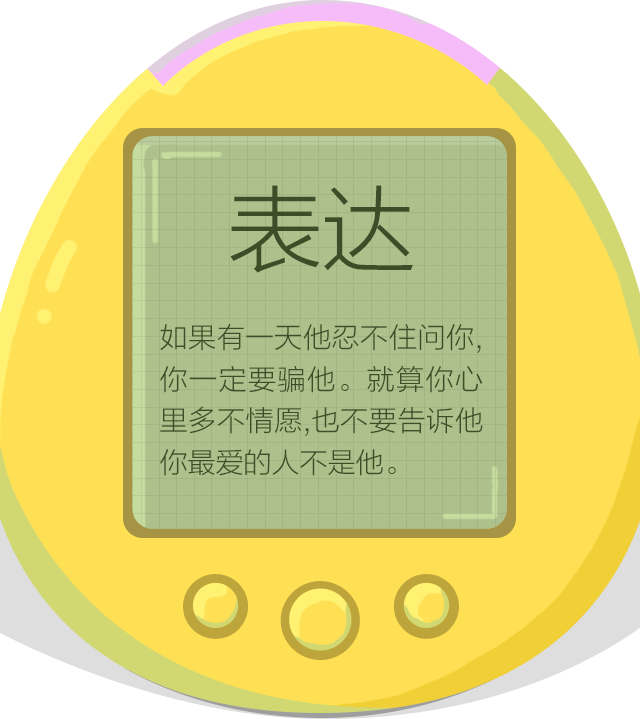 表达
如果有一天他忍不住问你,
你一定要骗他。就算你心
里多不情愿,也不要告诉他
你最爱的人不是他。